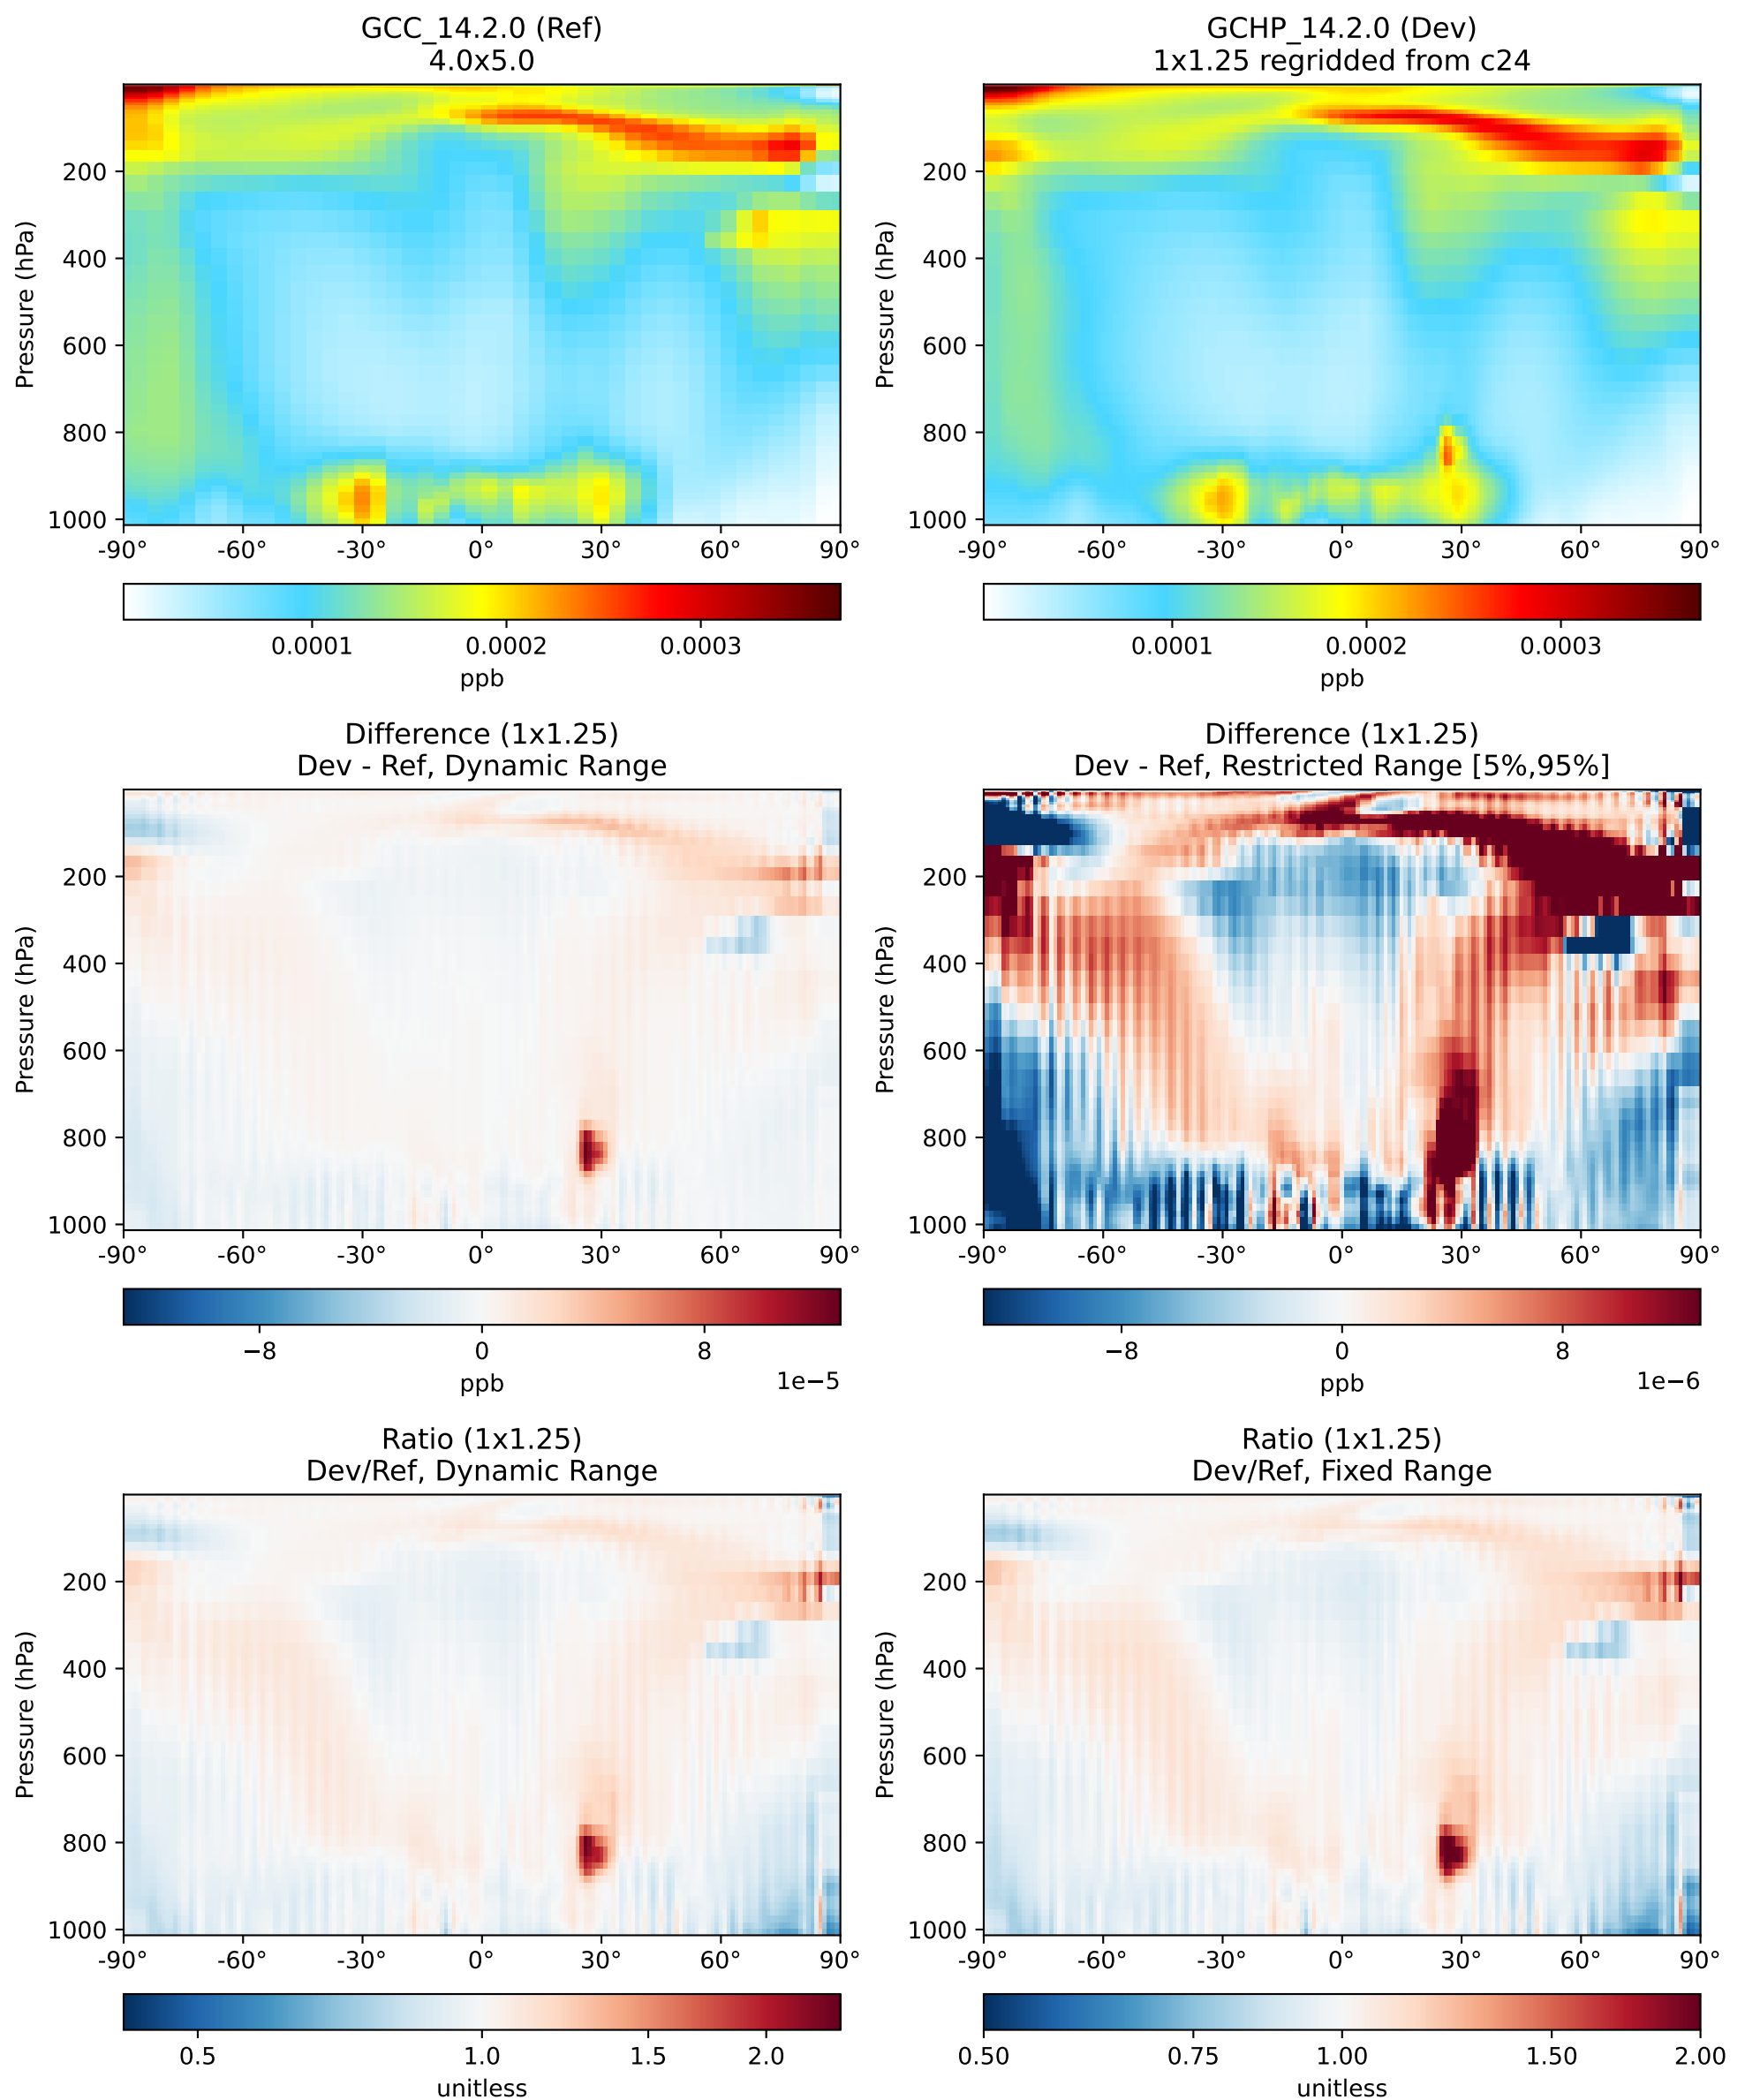 GCC_14.2.0 (Ref)
4.0x5.0
Pressure (hPa)
200
400
600
800
1000
-90° -60° -30° 0° 30° 60° 90°
0.0001 0.0002 0.0003
ppb
GCHP_14.2.0 (Dev)
1x1.25 regridded from c24
Pressure (hPa)
200
400
600
800
1000
-90° -60° -30° 0° 30° 60° 90°
0.0001 0.0002 0.0003
ppb
Difference (1x1.25)
Dev - Ref, Dynamic Range
Pressure (hPa)
200
400
600
800
1000
-90° -60° -30° 0° 30° 60° 90°
−8 0 8
ppb
1e−5
Difference (1x1.25)
Dev - Ref, Restricted Range [5%,95%]
Pressure (hPa)
200
400
600
800
1000
-90° -60° -30° 0° 30° 60° 90°
−8 0 8
ppb
1e−6
Ratio (1x1.25)
Dev/Ref, Dynamic Range
Pressure (hPa)
200
400
600
800
1000
-90° -60° -30° 0° 30° 60° 90°
0.5 1.0 1.5 2.0
unitless
Ratio (1x1.25)
Dev/Ref, Fixed Range
Pressure (hPa)
200
400
600
800
1000
-90° -60° -30° 0° 30° 60° 90°
0.50 0.75 1.00 1.50 2.00
unitless